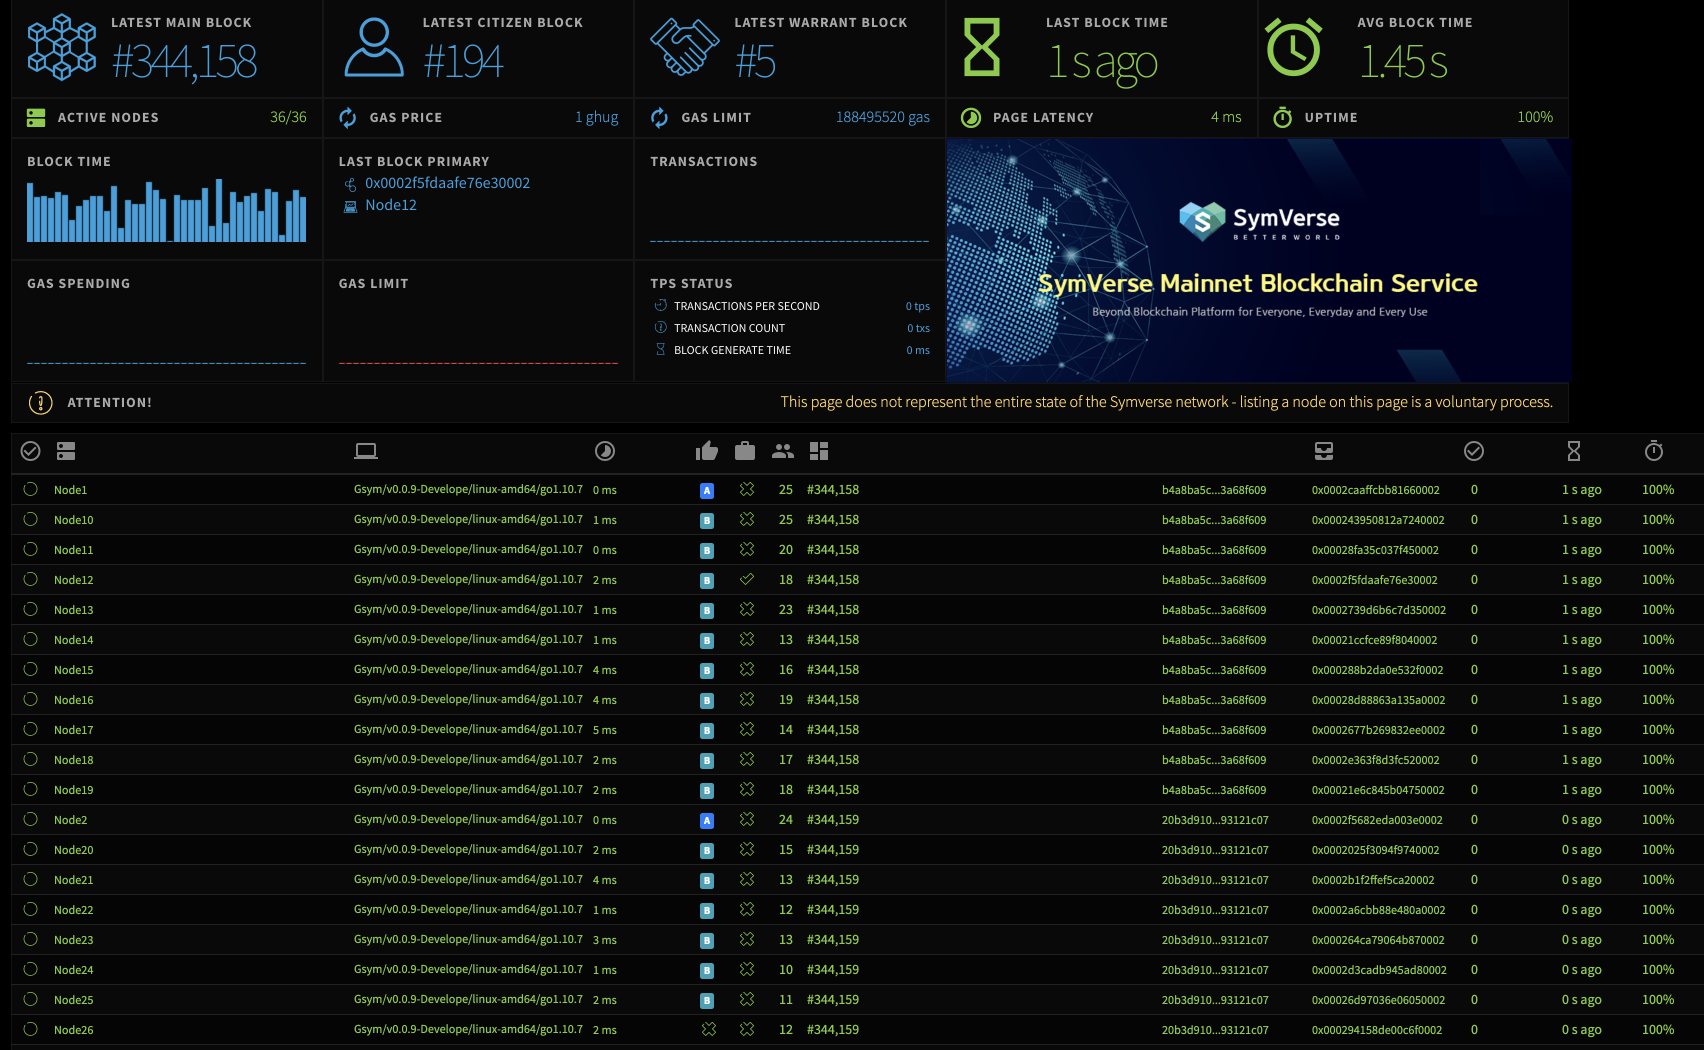 LATEST MAIN BLOCK
#344,158
LATEST CITIZEN BLOCK
#194
LATEST WARRANT BLOCK
#5
LAST BLOCK TIME
1 s ago
AVG BLOCK TIME
1.45 s
ACTIVE NODES 36/36
GAS PRICE 1 ghug
GAS LIMIT 188495520 gas
PAGE LATENCY 4 ms
UPTIME 100%
BLOCK TIME
LAST BLOCK PRIMARY
0x0002f5fdaafe76e30002
Node12
TRANSACTIONS
GAS SPENDING
GAS LIMIT
TPS STATUS
TRANSACTIONS PER SECOND 0 tps
TRANSACTION COUNT 0 txs
BLOCK GENERATE TIME 0 ms
S SymVerse
BETTER WORLD
SymVerse Mainnet Blockchain Service
Beyond Blockchain Platform for Everyone, Everyday and Every Use
ATTENTION! This page does not represent the entire state of the Symverse network - listing a node on this page is a voluntary process.
Node1 Gsym/v0.0.9-Develope/linux-amd64/go1.10.7 0 ms A 25 #344,158 b4a8ba5c...3a68f609 0x0002caaffcbb81660002 0 1 s ago 100%
Node10 Gsym/v0.0.9-Develope/linux-amd64/go1.10.7 1 ms B 25 #344,158 b4a8ba5c...3a68f609 0x000243950812a7240002 0 1 s ago 100%
Node11 Gsym/v0.0.9-Develope/linux-amd64/go1.10.7 0 ms B 20 #344,158 b4a8ba5c...3a68f609 0x00028fa35c037f450002 0 1 s ago 100%
Node12 Gsym/v0.0.9-Develope/linux-amd64/go1.10.7 2 ms B 18 #344,158 b4a8ba5c...3a68f609 0x0002f5fdaafe76e30002 0 1 s ago 100%
Node13 Gsym/v0.0.9-Develope/linux-amd64/go1.10.7 1 ms B 23 #344,158 b4a8ba5c...3a68f609 0x0002739d6b6c7d350002 0 1 s ago 100%
Node14 Gsym/v0.0.9-Develope/linux-amd64/go1.10.7 1 ms B 13 #344,158 b4a8ba5c...3a68f609 0x00021ccfce89f8040002 0 1 s ago 100%
Node15 Gsym/v0.0.9-Develope/linux-amd64/go1.10.7 4 ms B 16 #344,158 b4a8ba5c...3a68f609 0x000288b2da0e532f0002 0 1 s ago 100%
Node16 Gsym/v0.0.9-Develope/linux-amd64/go1.10.7 4 ms B 19 #344,158 b4a8ba5c...3a68f609 0x00028d88863a135a0002 0 1 s ago 100%
Node17 Gsym/v0.0.9-Develope/linux-amd64/go1.10.7 5 ms B 14 #344,158 b4a8ba5c...3a68f609 0x0002677b269832ee0002 0 1 s ago 100%
Node18 Gsym/v0.0.9-Develope/linux-amd64/go1.10.7 2 ms B 17 #344,158 b4a8ba5c...3a68f609 0x0002e363f8d3fc520002 0 1 s ago 100%
Node19 Gsym/v0.0.9-Develope/linux-amd64/go1.10.7 2 ms B 18 #344,158 b4a8ba5c...3a68f609 0x00021e6c845b04750002 0 1 s ago 100%
Node2 Gsym/v0.0.9-Develope/linux-amd64/go1.10.7 0 ms A 24 #344,159 20b3d910...93121c07 0x0002f5682eda003e0002 0 0 s ago 100%
Node20 Gsym/v0.0.9-Develope/linux-amd64/go1.10.7 2 ms B 15 #344,159 20b3d910...93121c07 0x0002025f3094f9740002 0 0 s ago 100%
Node21 Gsym/v0.0.9-Develope/linux-amd64/go1.10.7 4 ms B 13 #344,159 20b3d910...93121c07 0x0002b1f2ffef5ca20002 0 0 s ago 100%
Node22 Gsym/v0.0.9-Develope/linux-amd64/go1.10.7 1 ms B 12 #344,159 20b3d910...93121c07 0x0002a6cbb88e480a0002 0 0 s ago 100%
Node23 Gsym/v0.0.9-Develope/linux-amd64/go1.10.7 3 ms B 13 #344,159 20b3d910...93121c07 0x000264ca79064b870002 0 0 s ago 100%
Node24 Gsym/v0.0.9-Develope/linux-amd64/go1.10.7 1 ms B 10 #344,159 20b3d910...93121c07 0x0002d3cadb945ad80002 0 0 s ago 100%
Node25 Gsym/v0.0.9-Develope/linux-amd64/go1.10.7 2 ms B 11 #344,159 20b3d910...93121c07 0x00026d97036e06050002 0 0 s ago 100%
Node26 Gsym/v0.0.9-Develope/linux-amd64/go1.10.7 2 ms 12 #344,159 20b3d910...93121c07 0x000294158de00c6f0002 0 0 s ago 100%